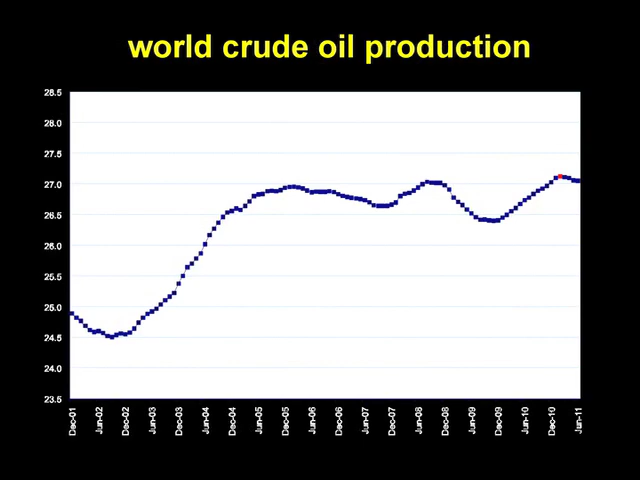 world crude oil production
28.5
28.0
27.5
27.0
26.5
26.0
25.5
25.0
24.5
24.0
23.5
Dec-01
Jun-02
Dec-02
Jun-03
Dec-03
Jun-04
Dec-04
Jun-05
Dec-05
Jun-06
Dec-06
Jun-07
Dec-07
Jun-08
Dec-08
Jun-09
Dec-09
Jun-10
Dec-10
Jun-11